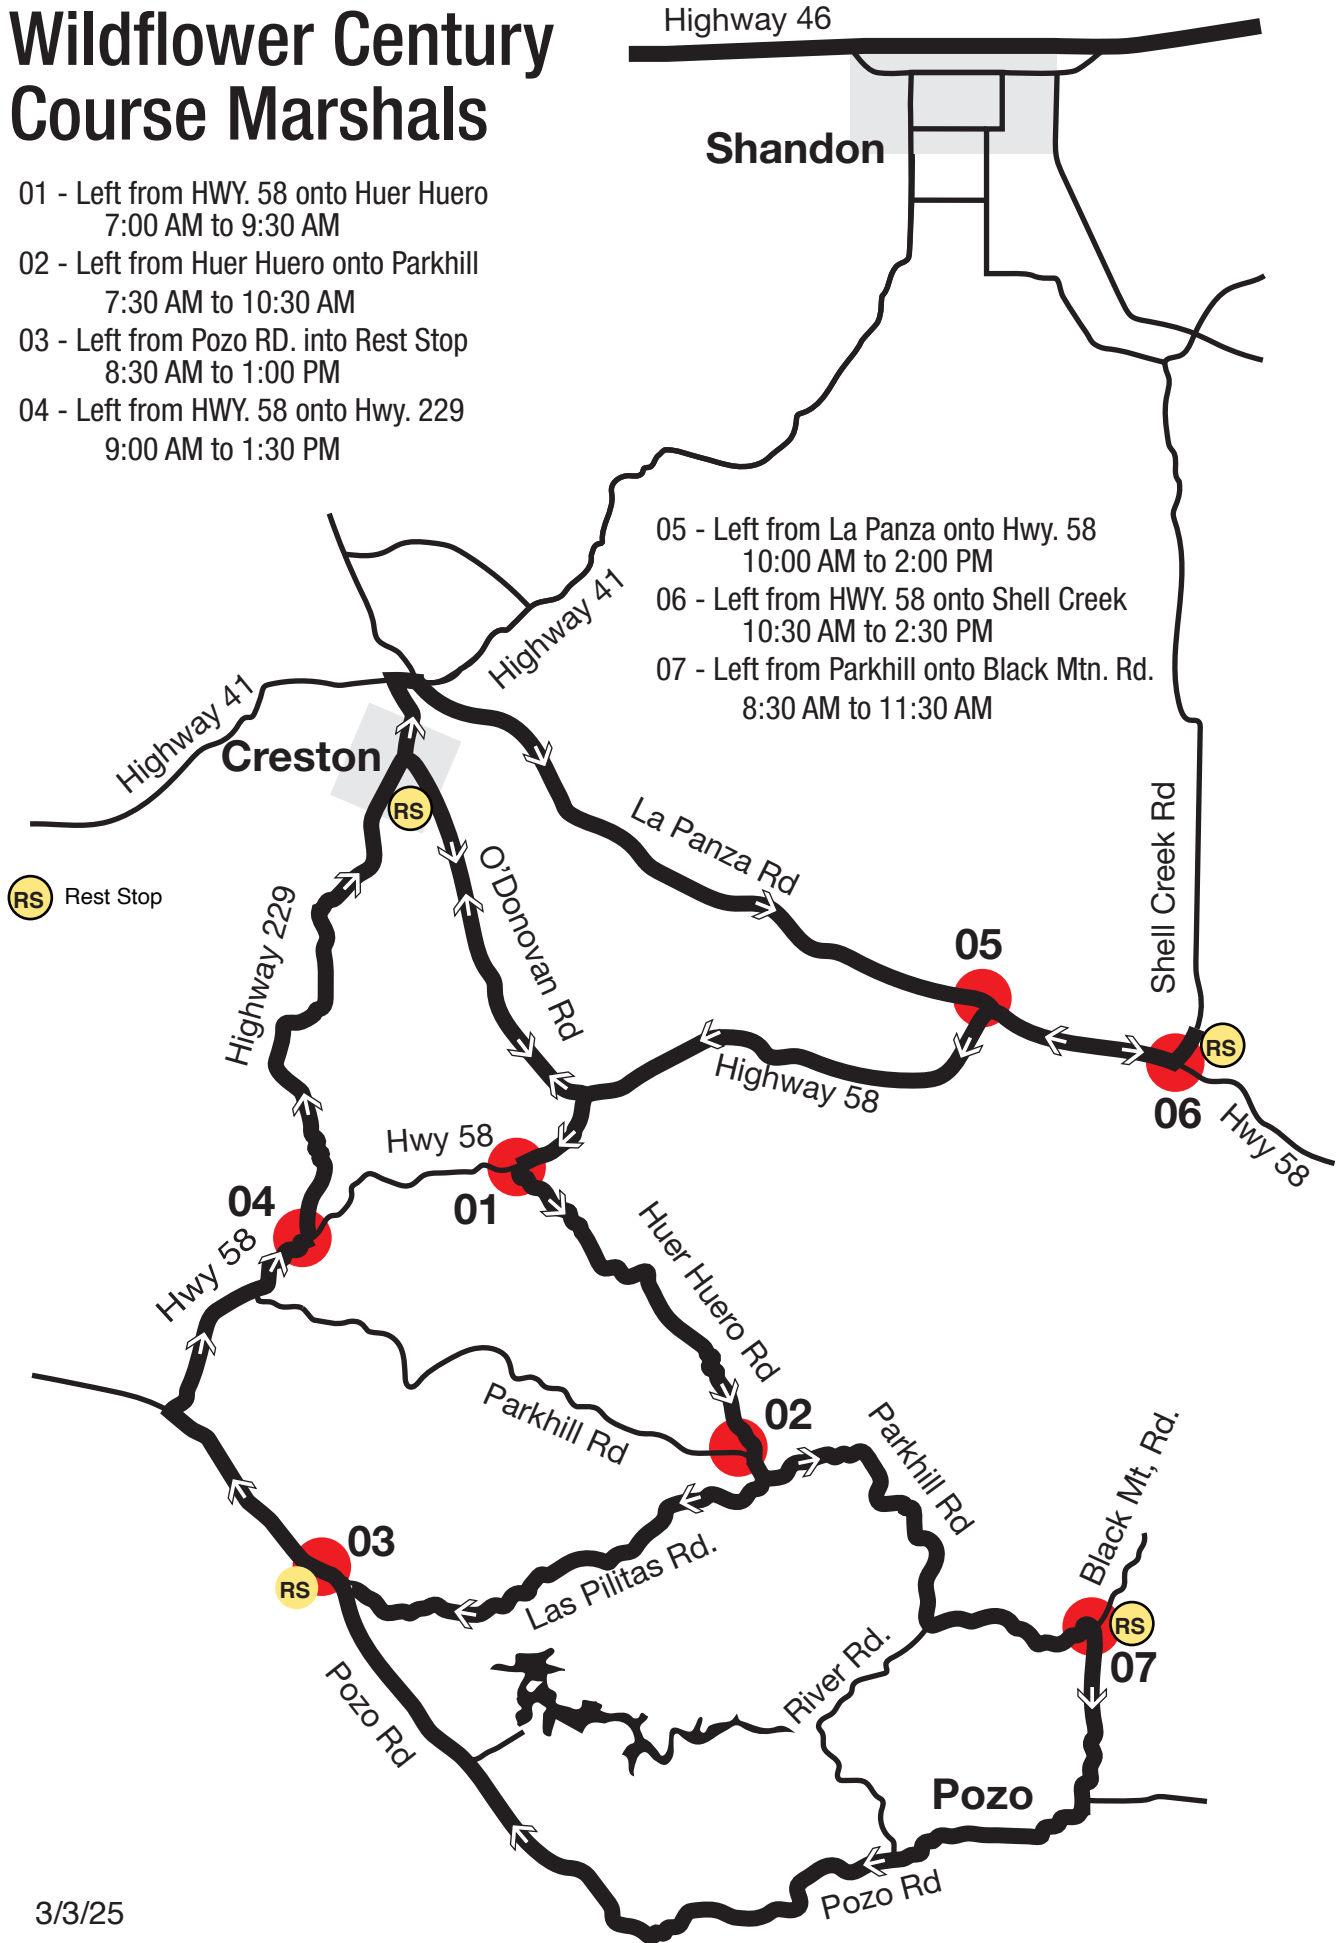 Wildflower Century
Course Marshals
01 - Left from HWY. 58 onto Huer Huero
7:00 AM to 9:30 AM
02 - Left from Huer Huero onto Parkhill
7:30 AM to 10:30 AM
03 - Left from Pozo RD. into Rest Stop
8:30 AM to 1:00 PM
04 - Left from HWY. 58 onto Hwy. 229
9:00 AM to 1:30 PM
Highway 46
Shandon
05 - Left from La Panza onto Hwy. 58
10:00 AM to 2:00 PM
06 - Left from HWY. 58 onto Shell Creek
10:30 AM to 2:30 PM
07 - Left from Parkhill onto Black Mtn. Rd.
8:30 AM to 11:30 AM
Highway 41
Highway 41
Creston
RS
RS Rest Stop
La Panza Rd
O'Donovan Rd
Highway 229
Shell Creek Rd
05
RS
06
Hwy 58
Highway 58
Hwy 58
01
04
Hwy 58
Huer Huero Rd
Parkhill Rd
02
Parkhill Rd
Black Mt, Rd.
03
RS
Las Pilitas Rd.
RS
07
River Rd.
Pozo Rd
Pozo
Pozo Rd
3/3/25